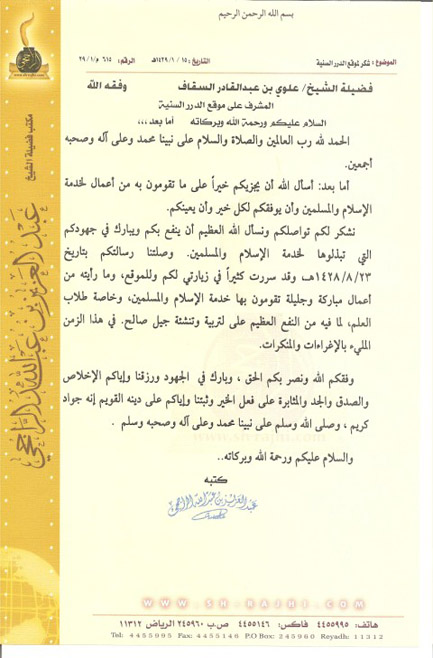 بسم الله الرحمن الرحيم
الموضوع : شكر لموقع الدرر السنية
التاريخ : ١٥ / ١ / ١٤٢٩هـ
الرقم : ٦١٥ م/٢٩/١
فضيلة الشيخ/ علوي بن عبدالقادر السقاف وفقه الله
المشرف على موقع الدرر السنية
السلام عليكم ورحمة الله وبركاته أما بعد،،،
الحمد لله رب العالمين والصلاة والسلام على نبينا محمد وعلى آله وصحبه
أجمعين.
أما بعد: أسأل الله أن يجزيكم خيراً على ما تقومون به من أعمال لخدمة
الإسلام والمسلمين وأن يوفقكم لكل خير وأن يعينكم.
نشكر لكم تواصلكم ونسأل الله العظيم أن ينفع بكم ويبارك في جهودكم
التي تبذلوها لخدمة الإسلام والمسلمين. وصلتنا رسالتكم بتاريخ
١٤٢٨/٨/٢٣هـ، وقد سررت كثيراً في زيارتي لكم وللموقع، وما رأيته من
أعمال مباركة وجليلة تقومون بها خدمة الإسلام والمسلمين، وخاصة طلاب
العلم، لما فيه من النفع العظيم على لتربية وتنشئة جيل صالح. في هذا الزمن
المليء بالإغراءات والمنكرات.
وفقكم الله ونصر بكم الحق ، وبارك في الجهود ورزقنا وإياكم الإخلاص
والصدق والجد والمثابرة على فعل الخير وثبتنا وإياكم على دينه القويم إنه جواد
كريم ، وصلى الله وسلم على نبينا محمد وعلى آله وصحبه وسلم .
والسلام عليكم ورحمة الله وبركاته..
كتبه
عبدالعزيز بن عبدالله الراجحي
مكتب فضيلة الشيخ
عبدالعزيز بن عبدالله الراجحي
WWW.SH-RAJHI.COM
هاتف: ٤٤٥٥٩٩٥ فاكس: ٤٤٥٥١٤٦ ص.ب ٢٤٥٩٦٠ الرياض ١١٣١٢
Tel: 4455995 Fax: 4455146 P.O Box: 245960 Reyadh: 11312